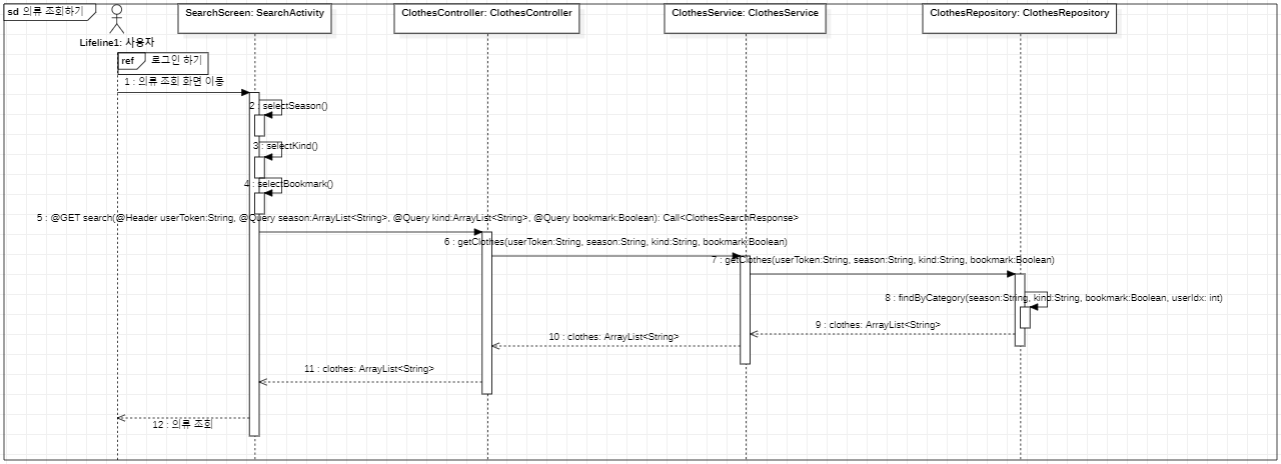 sd 의류 조회하기
SearchScreen: SearchActivity
ClothesController: ClothesController
ClothesService: ClothesService
ClothesRepository: ClothesRepository
Lifeline1: 사용자
ref 로그인 하기
1 : 의류 조회 화면 이동
2 : selectSeason()
3 : selectKind()
4 : selectBookmark()
5 : @GET search(@Header userToken:String, @Query season:ArrayList<String>, @Query kind:ArrayList<String>, @Query bookmark:Boolean): Call<ClothesSearchResponse>
6 : getClothes(userToken:String, season:String, kind:String, bookmark:Boolean)
7 : getClothes(userToken:String, season:String, kind:String, bookmark:Boolean)
8 : findByCategory(season:String, kind:String, bookmark:Boolean, userIdx: int)
9 : clothes: ArrayList<String>
10 : clothes: ArrayList<String>
11 : clothes: ArrayList<String>
12 : 의류 조회